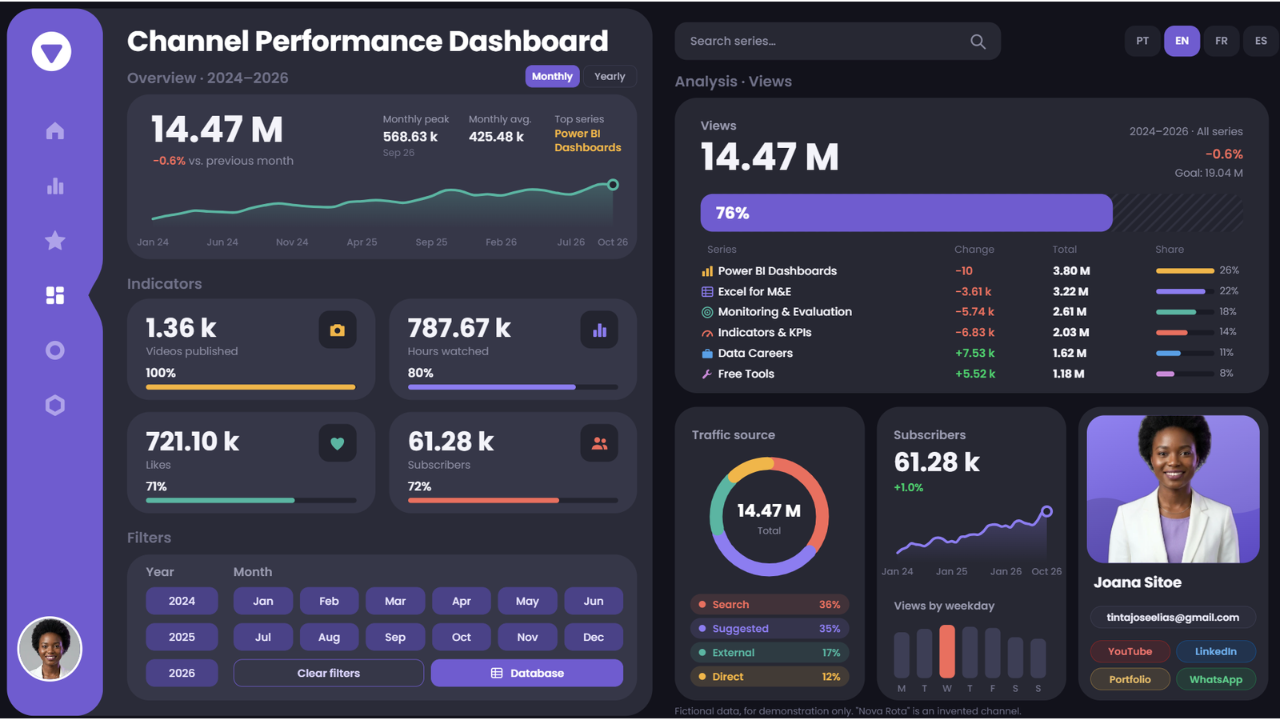 Channel Performance Dashboard
Overview · 2024–2026
Monthly Yearly
14.47 M
-0.6% vs. previous month
Monthly peak
568.63 k
Sep 26
Monthly avg.
425.48 k
Top series
Power BI
Dashboards
Jan 24 Jun 24 Nov 24 Apr 25 Sep 25 Feb 26 Jul 26 Oct 26
Indicators
1.36 k
Videos published
100%
787.67 k
Hours watched
80%
721.10 k
Likes
71%
61.28 k
Subscribers
72%
Filters
Year Month
2024 Jan Feb Mar Apr May Jun
2025 Jul Aug Sep Oct Nov Dec
2026 Clear filters Database
Search series...
PT EN FR ES
Analysis · Views
Views
14.47 M
2024–2026 · All series
-0.6%
Goal: 19.04 M
76%
Series Change Total Share
Power BI Dashboards -10 3.80 M 26%
Excel for M&E -3.61 k 3.22 M 22%
Monitoring & Evaluation -5.74 k 2.61 M 18%
Indicators & KPIs -6.83 k 2.03 M 14%
Data Careers +7.53 k 1.62 M 11%
Free Tools +5.52 k 1.18 M 8%
Traffic source
14.47 M
Total
Search 36%
Suggested 35%
External 17%
Direct 12%
Subscribers
61.28 k
+1.0%
Jan 24 Jan 25 Jan 26 Oct 26
Views by weekday
M T W T F S S
Joana Sitoe
tintajoseelias@gmail.com
YouTube LinkedIn
Portfolio WhatsApp
Fictional data, for demonstration only. "Nova Rota" is an invented channel.